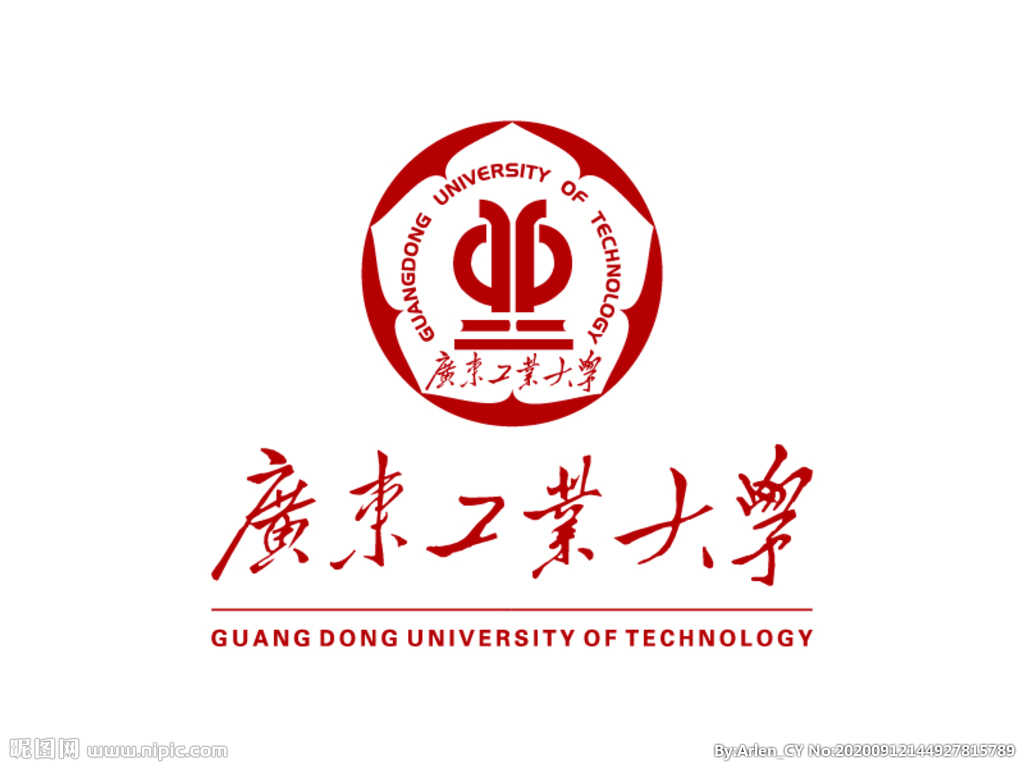 GUANGDONG UNIVERSITY OF TECHNOLOGY
廣東工業大學
廣東工業大學
GUANG DONG UNIVERSITY OF TECHNOLOGY
昵图网 www.nipic.com
By:Arlen_CY No:20200912144927815789